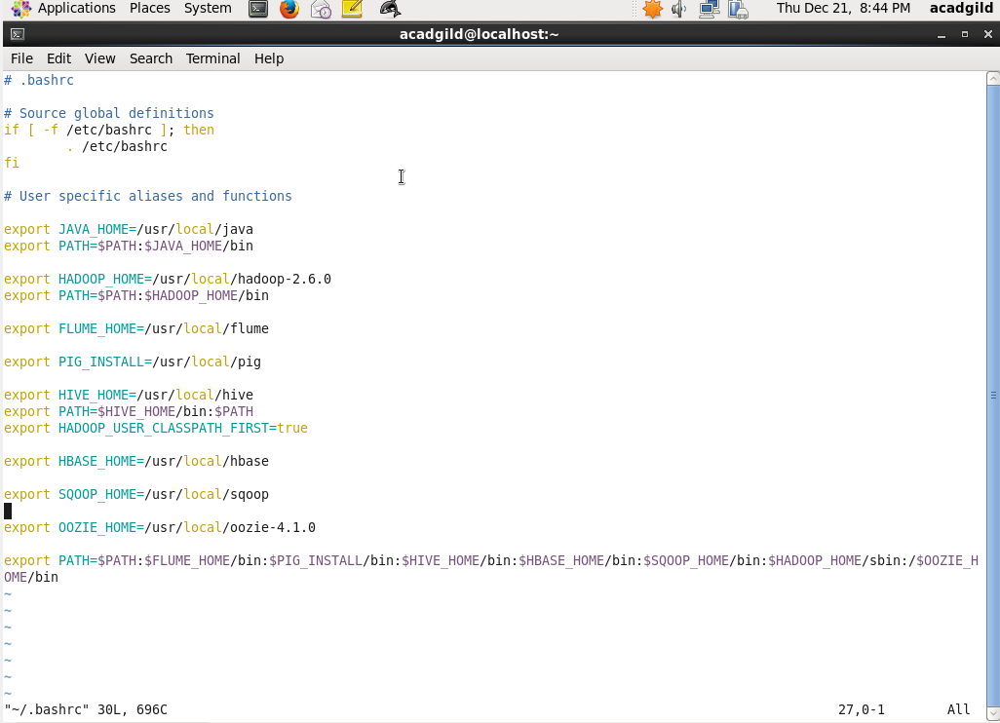 Applications Places System Thu Dec 21, 8:44 PM acadgild
acadgild@localhost:~
File Edit View Search Terminal Help
# .bashrc
# Source global definitions
if [ -f /etc/bashrc ]; then
. /etc/bashrc
fi
# User specific aliases and functions
export JAVA_HOME=/usr/local/java
export PATH=$PATH:$JAVA_HOME/bin
export HADOOP_HOME=/usr/local/hadoop-2.6.0
export PATH=$PATH:$HADOOP_HOME/bin
export FLUME_HOME=/usr/local/flume
export PIG_INSTALL=/usr/local/pig
export HIVE_HOME=/usr/local/hive
export PATH=$HIVE_HOME/bin:$PATH
export HADOOP_USER_CLASSPATH_FIRST=true
export HBASE_HOME=/usr/local/hbase
export SQOOP_HOME=/usr/local/sqoop
export OOZIE_HOME=/usr/local/oozie-4.1.0
export PATH=$PATH:$FLUME_HOME/bin:$PIG_INSTALL/bin:$HIVE_HOME/bin:$HBASE_HOME/bin:$SQOOP_HOME/bin:$HADOOP_HOME/sbin:/$OOZIE_H
OME/bin
~
~
~
~
~
~
~
"~/.bashrc" 30L, 696C 27,0-1 All